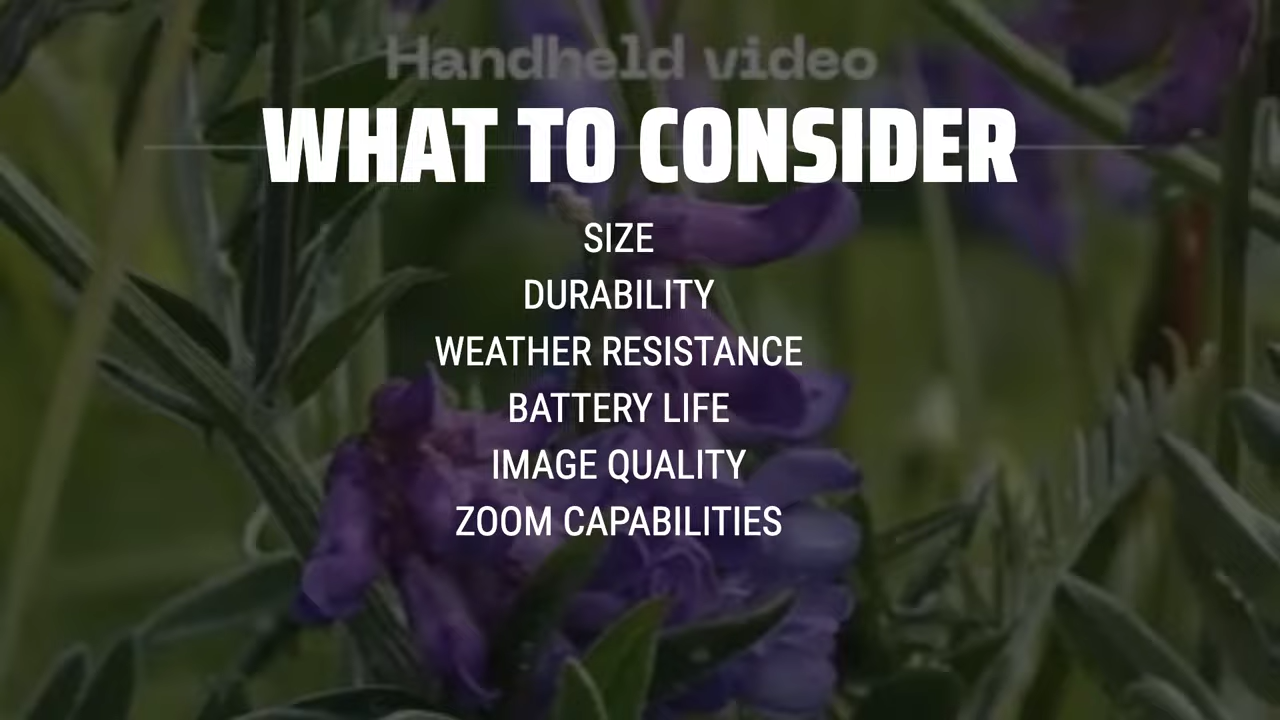 Handheld video
WHAT TO CONSIDER
SIZE
DURABILITY
WEATHER RESISTANCE
BATTERY LIFE
IMAGE QUALITY
ZOOM CAPABILITIES